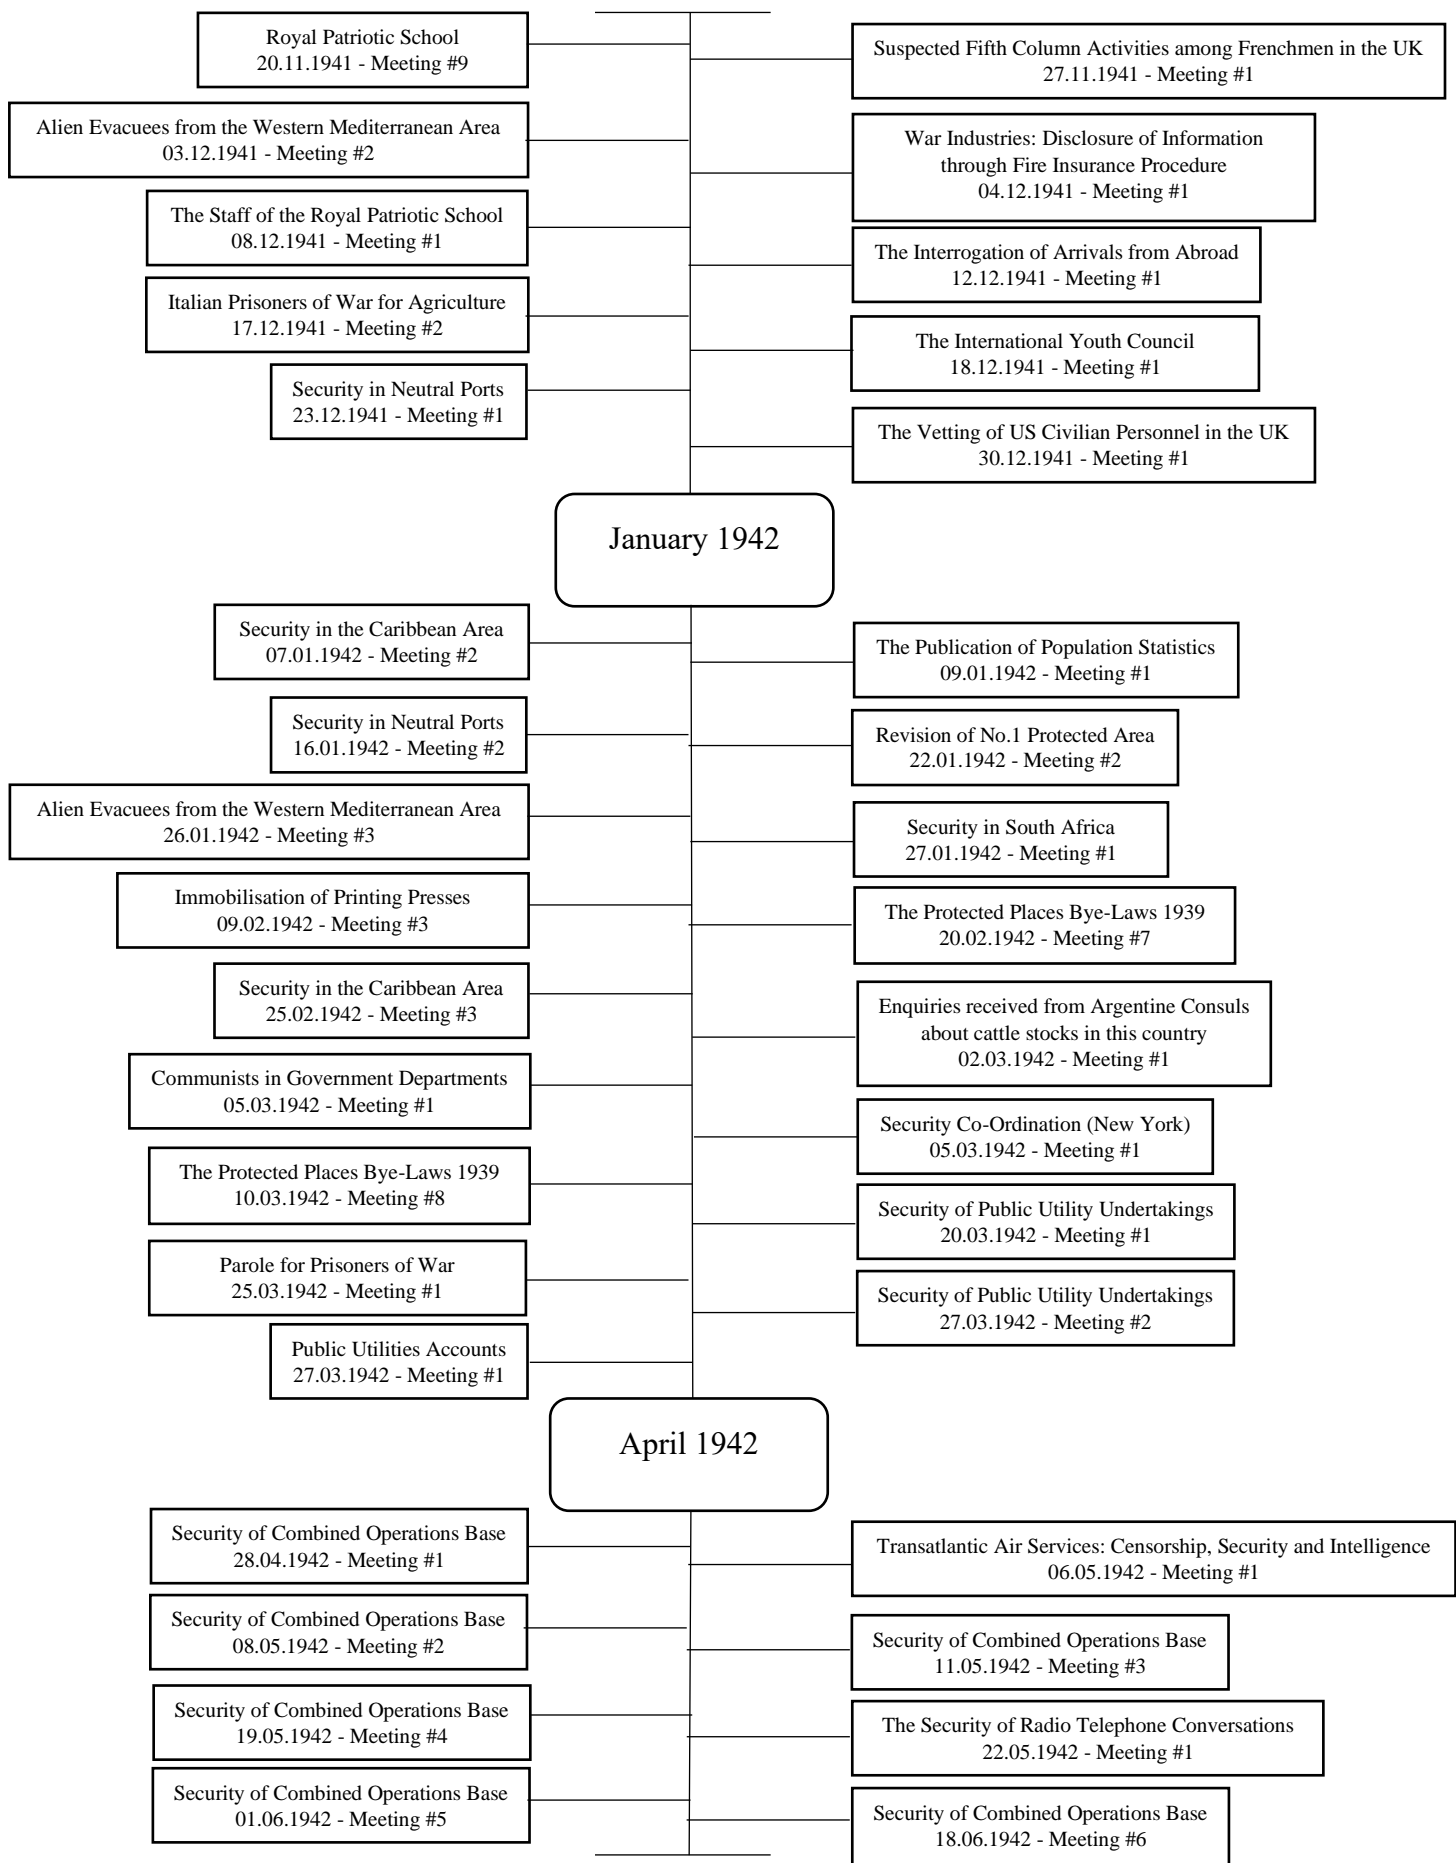 Royal Patriotic School
20.11.1941 - Meeting #9
Suspected Fifth Column Activities among Frenchmen in the UK
27.11.1941 - Meeting #1
Alien Evacuees from the Western Mediterranean Area
03.12.1941 - Meeting #2
War Industries: Disclosure of Information
through Fire Insurance Procedure
04.12.1941 - Meeting #1
The Staff of the Royal Patriotic School
08.12.1941 - Meeting #1
The Interrogation of Arrivals from Abroad
12.12.1941 - Meeting #1
Italian Prisoners of War for Agriculture
17.12.1941 - Meeting #2
The International Youth Council
18.12.1941 - Meeting #1
Security in Neutral Ports
23.12.1941 - Meeting #1
The Vetting of US Civilian Personnel in the UK
30.12.1941 - Meeting #1
January 1942
Security in the Caribbean Area
07.01.1942 - Meeting #2
The Publication of Population Statistics
09.01.1942 - Meeting #1
Security in Neutral Ports
16.01.1942 - Meeting #2
Revision of No.1 Protected Area
22.01.1942 - Meeting #2
Alien Evacuees from the Western Mediterranean Area
26.01.1942 - Meeting #3
Security in South Africa
27.01.1942 - Meeting #1
Immobilisation of Printing Presses
09.02.1942 - Meeting #3
The Protected Places Bye-Laws 1939
20.02.1942 - Meeting #7
Security in the Caribbean Area
25.02.1942 - Meeting #3
Enquiries received from Argentine Consuls
about cattle stocks in this country
02.03.1942 - Meeting #1
Communists in Government Departments
05.03.1942 - Meeting #1
Security Co-Ordination (New York)
05.03.1942 - Meeting #1
The Protected Places Bye-Laws 1939
10.03.1942 - Meeting #8
Security of Public Utility Undertakings
20.03.1942 - Meeting #1
Parole for Prisoners of War
25.03.1942 - Meeting #1
Security of Public Utility Undertakings
27.03.1942 - Meeting #2
Public Utilities Accounts
27.03.1942 - Meeting #1
April 1942
Security of Combined Operations Base
28.04.1942 - Meeting #1
Transatlantic Air Services: Censorship, Security and Intelligence
06.05.1942 - Meeting #1
Security of Combined Operations Base
08.05.1942 - Meeting #2
Security of Combined Operations Base
11.05.1942 - Meeting #3
Security of Combined Operations Base
19.05.1942 - Meeting #4
The Security of Radio Telephone Conversations
22.05.1942 - Meeting #1
Security of Combined Operations Base
01.06.1942 - Meeting #5
Security of Combined Operations Base
18.06.1942 - Meeting #6